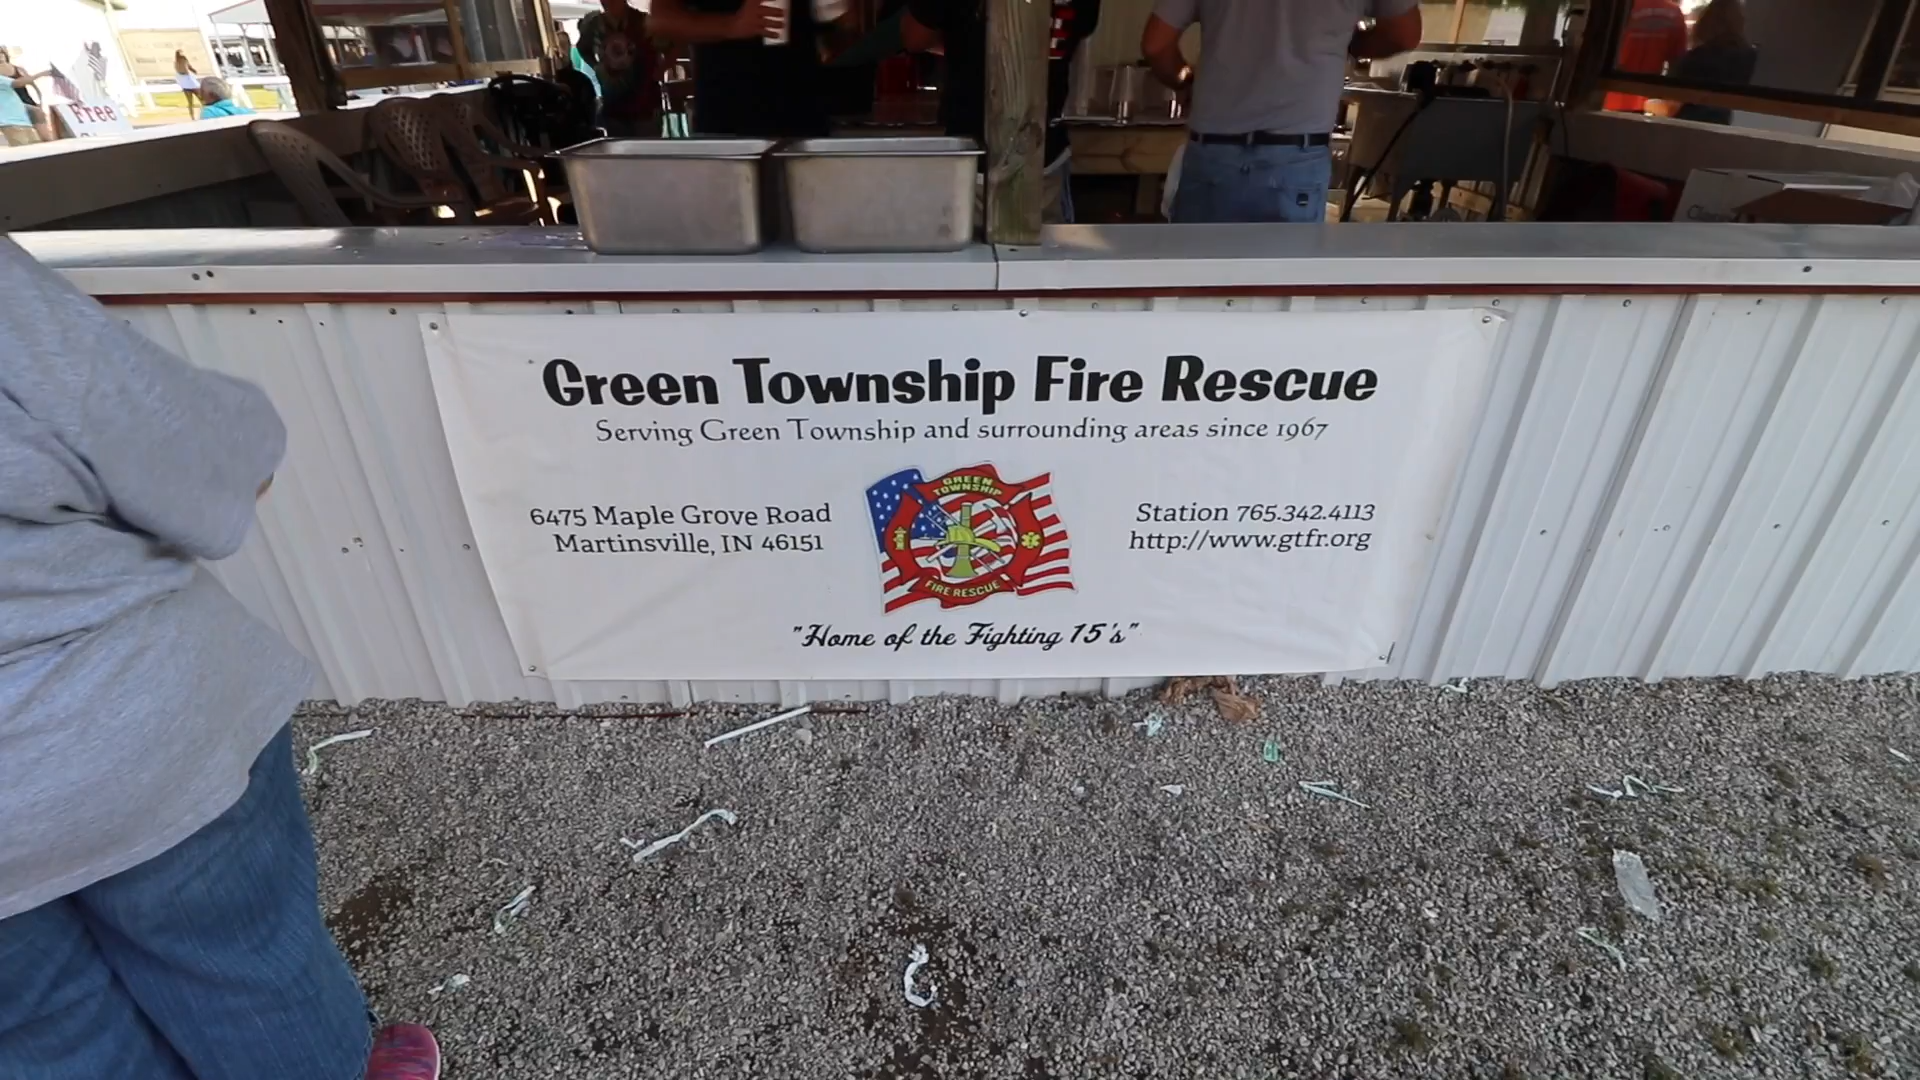 Free
Green Township Fire Rescue
Serving Green Township and surrounding areas since 1967
6475 Maple Grove Road
Martinsville, IN 46151
GREEN
TOWNSHIP
FIRE RESCUE
Station 765.342.4113
http://www.gtfr.org
"Home of the Fighting 15's"